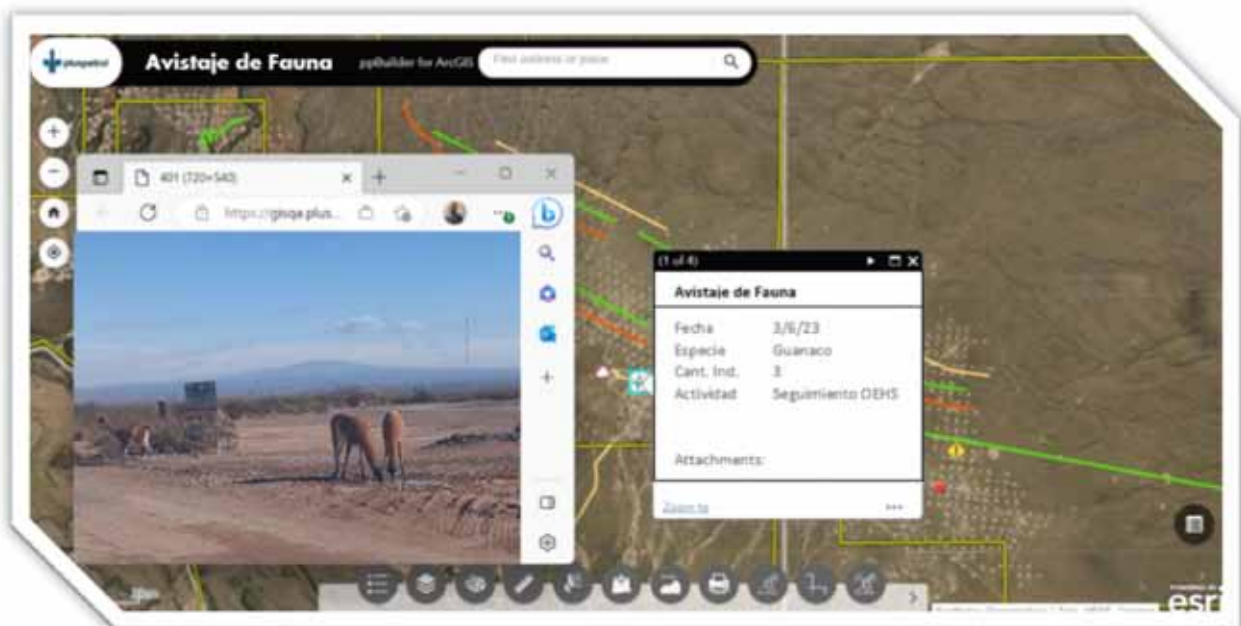 pluspetrol
Avistaje de Fauna
ppBuilder for ArcGIS
Find address or place
401 (720×540)
https://gisqa.plus...
(1 of 4)
Avistaje de Fauna
Fecha 3/6/23
Especie Guanaco
Cant. Ind. 3
Actividad Seguimiento OEHS
Attachments:
Zoom to
esri